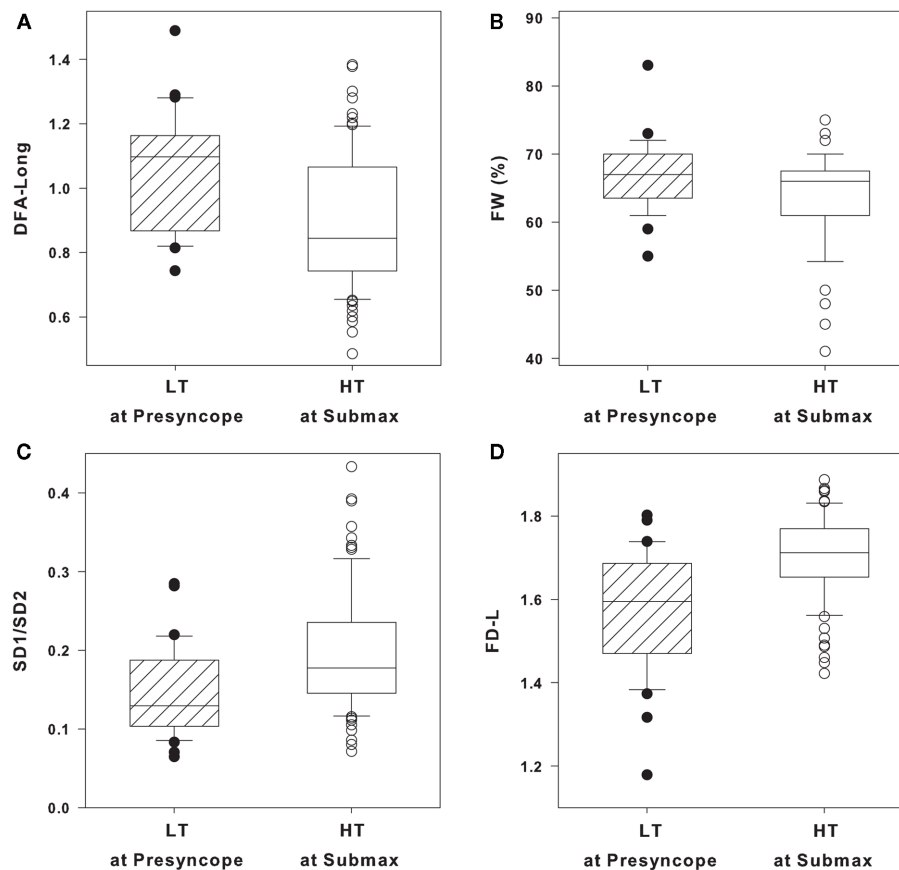 A
DFA-Long
1.4
1.2
1.0
0.8
0.6
LT
at Presyncope
HT
at Submax
B
FW (%)
90
80
70
60
50
40
LT
at Presyncope
HT
at Submax
C
SD1/SD2
0.4
0.3
0.2
0.1
0.0
LT
at Presyncope
HT
at Submax
D
FD-L
1.8
1.6
1.4
1.2
LT
at Presyncope
HT
at Submax